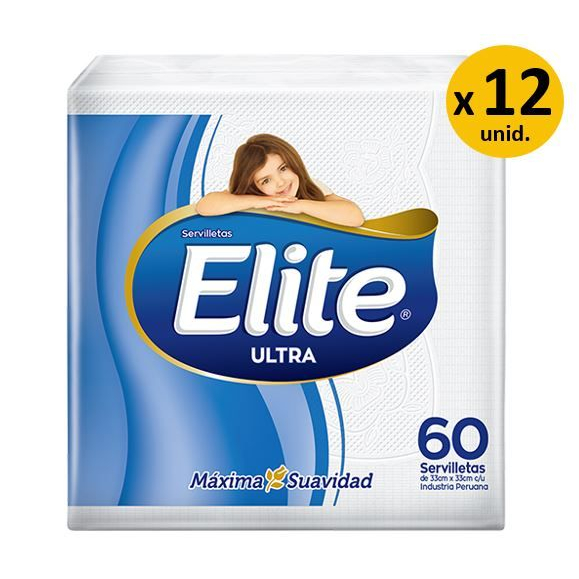 x 12
unid.
Servilletas
Elite®
ULTRA
Máxima Suavidad
60
Servilletas
de 33cm x 33cm c/u
Industria Peruana